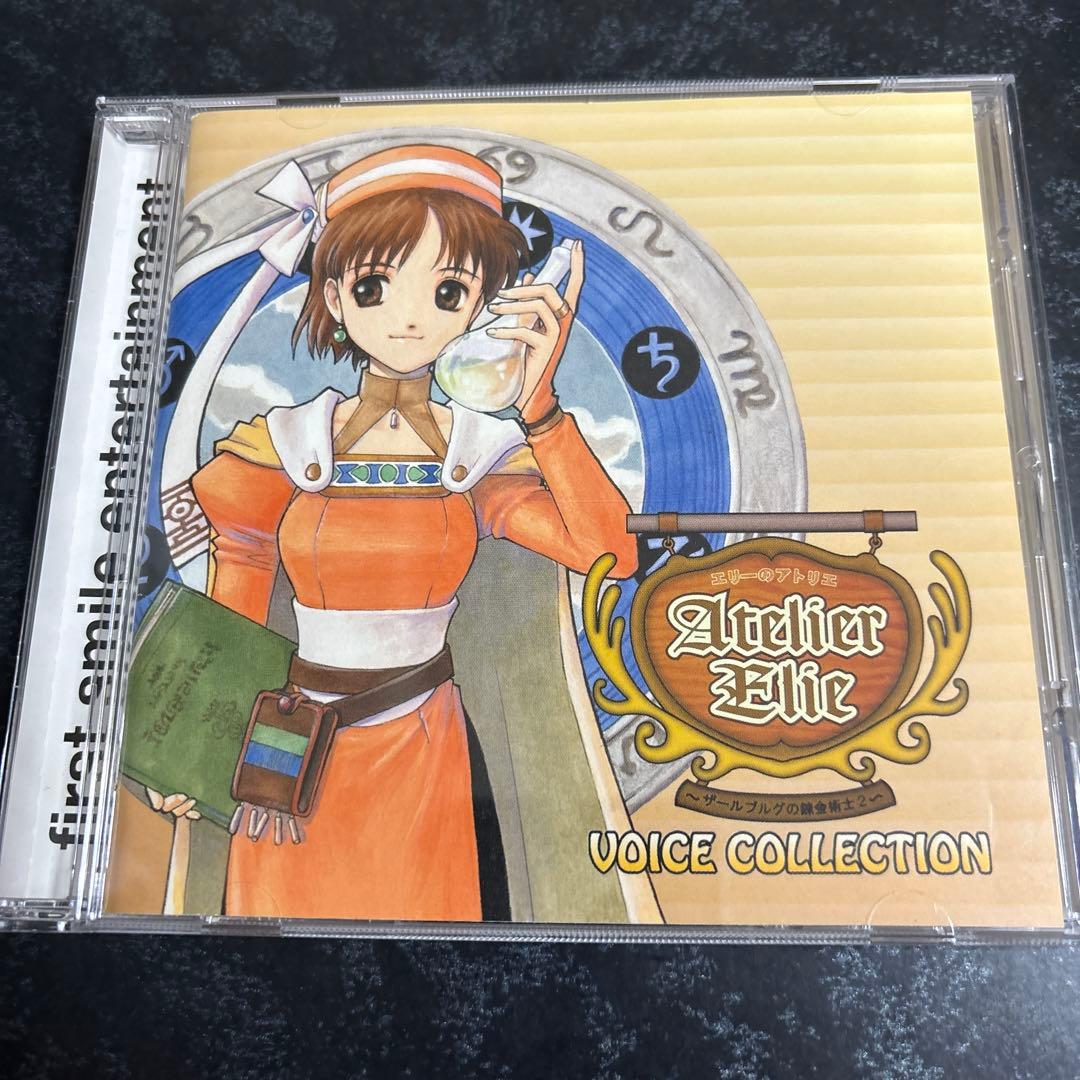 first smile entertainment
エリーのアトリエ
Atelier
Elie
～ザールブルグの錬金術士2～
VOICE COLLECTION